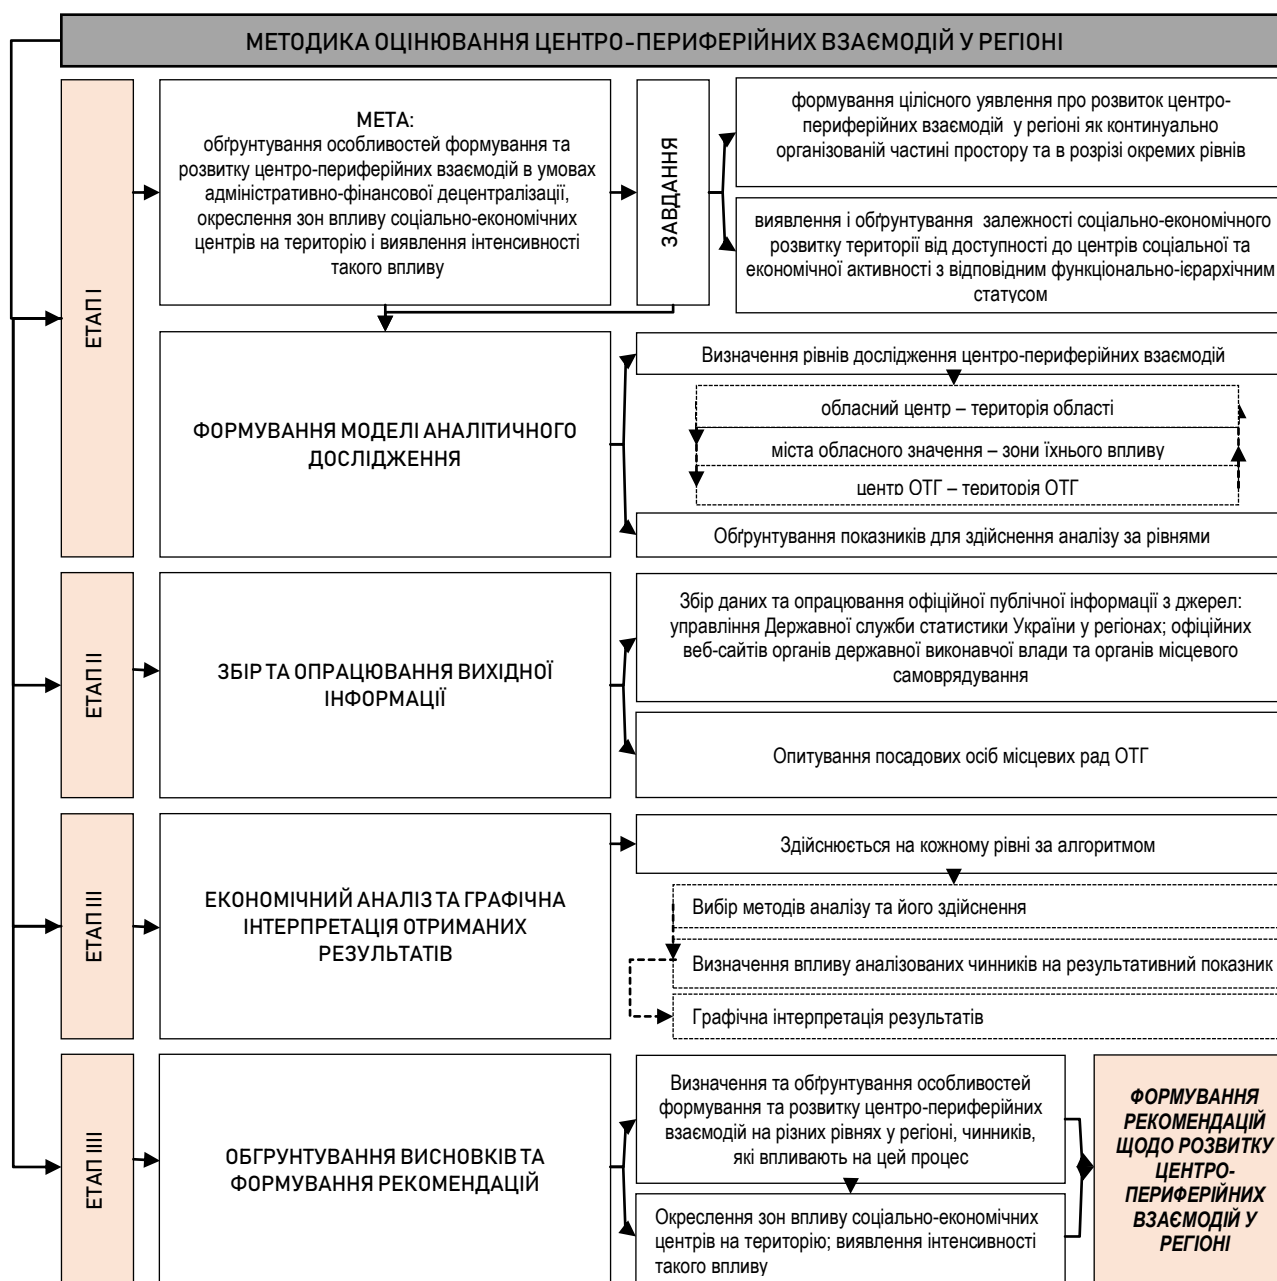 МЕТОДИКА ОЦІНЮВАННЯ ЦЕНТРО-ПЕРИФЕРІЙНИХ ВЗАЄМОДІЙ У РЕГІОНІ
ЕТАП І
МЕТА:
обґрунтування особливостей формування та
розвитку центро-периферійних взаємодій в умовах
адміністративно-фінансової децентралізації,
окреслення зон впливу соціально-економічних
центрів на територію і виявлення інтенсивності
такого впливу
ЗАВДАННЯ
формування цілісного уявлення про розвиток центро-
периферійних взаємодій у регіоні як континуально
організованій частині простору та в розрізі окремих рівнів
виявлення і обґрунтування залежності соціально-економічного
розвитку території від доступності до центрів соціальної та
економічної активності з відповідним функціонально-ієрархічним
статусом
ФОРМУВАННЯ МОДЕЛІ АНАЛІТИЧНОГО
ДОСЛІДЖЕННЯ
Визначення рівнів дослідження центро-периферійних взаємодій
обласний центр – територія області
міста обласного значення – зони їхнього впливу
центр ОТГ – територія ОТГ
Обґрунтування показників для здійснення аналізу за рівнями
ЕТАП ІІ
ЗБІР ТА ОПРАЦЮВАННЯ ВИХІДНОЇ
ІНФОРМАЦІЇ
Збір даних та опрацювання офіційної публічної інформації з джерел:
управління Державної служби статистики України у регіонах; офіційних
веб-сайтів органів державної виконавчої влади та органів місцевого
самоврядування
Опитування посадових осіб місцевих рад ОТГ
ЕТАП ІІІ
ЕКОНОМІЧНИЙ АНАЛІЗ ТА ГРАФІЧНА
ІНТЕРПРЕТАЦІЯ ОТРИМАНИХ
РЕЗУЛЬТАТІВ
Здійснюється на кожному рівні за алгоритмом
Вибір методів аналізу та його здійснення
Визначення впливу аналізованих чинників на результативний показник
Графічна інтерпретація результатів
ЕТАП ІІІІ
ОБГРУНТУВАННЯ ВИСНОВКІВ ТА
ФОРМУВАННЯ РЕКОМЕНДАЦІЙ
Визначення та обґрунтування особливостей
формування та розвитку центро-периферійних
взаємодій на різних рівнях у регіоні, чинників,
які впливають на цей процес
Окреслення зон впливу соціально-економічних
центрів на територію; виявлення інтенсивності
такого впливу
ФОРМУВАННЯ
РЕКОМЕНДАЦІЙ
ЩОДО РОЗВИТКУ
ЦЕНТРО-
ПЕРИФЕРІЙНИХ
ВЗАЄМОДІЙ У
РЕГІОНІ